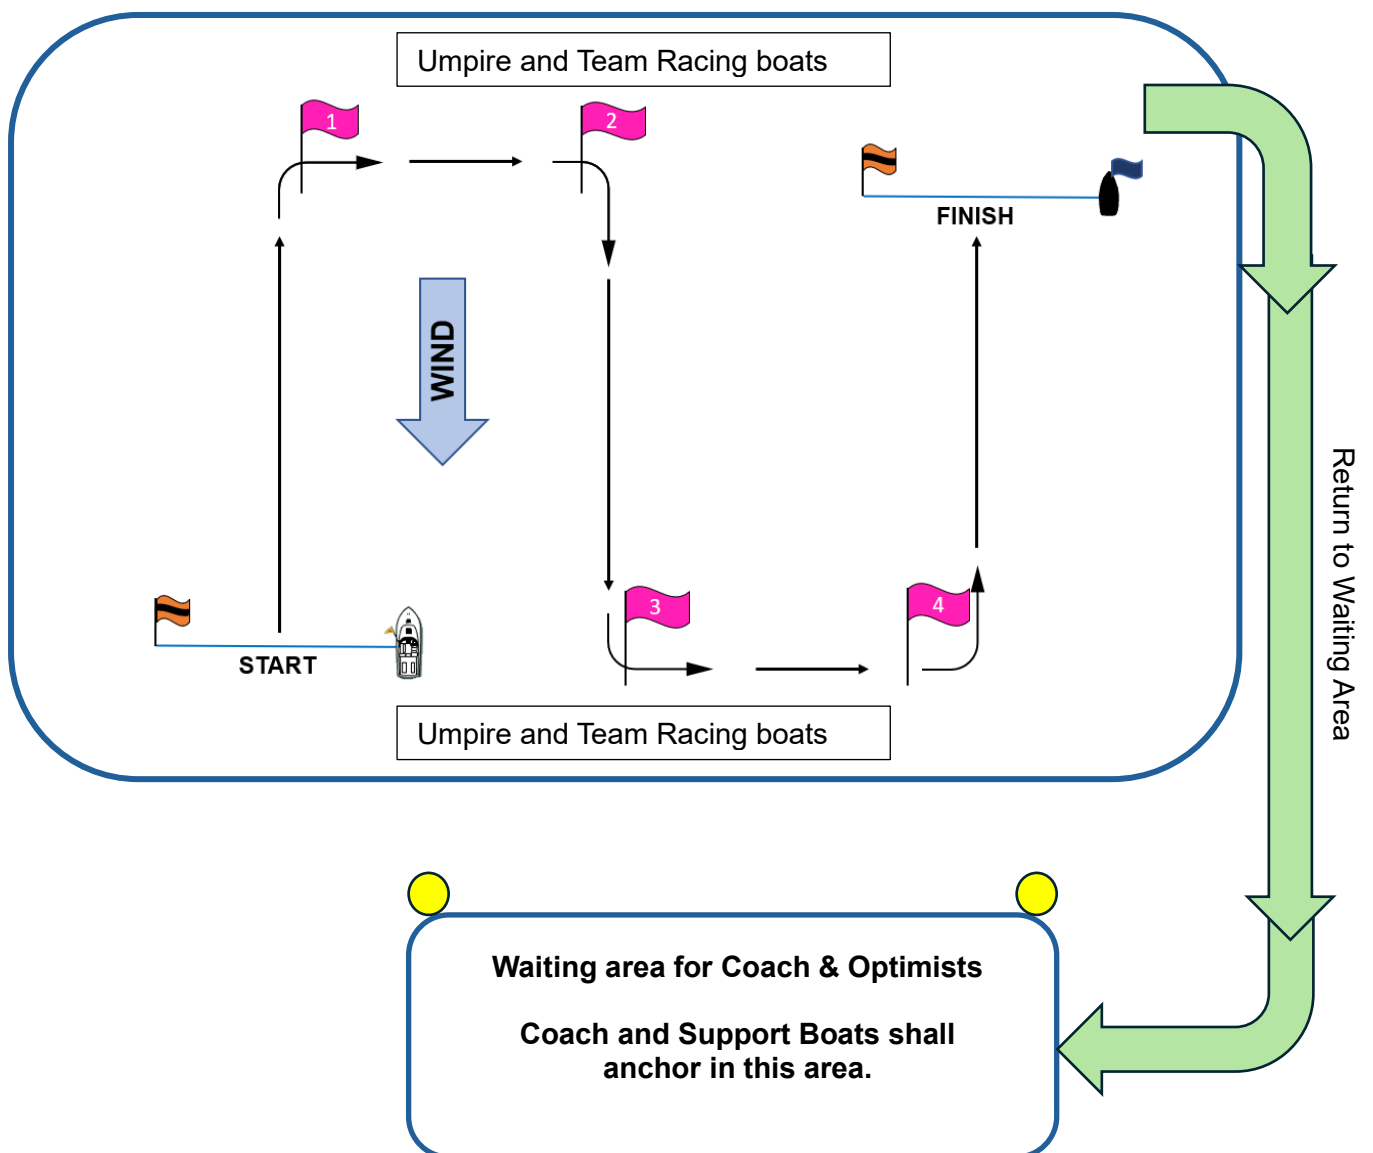 Umpire and Team Racing boats
1
2
FINISH
WIND
3
4
START
Umpire and Team Racing boats
Return to Waiting Area
Waiting area for Coach & Optimists
Coach and Support Boats shall
anchor in this area.